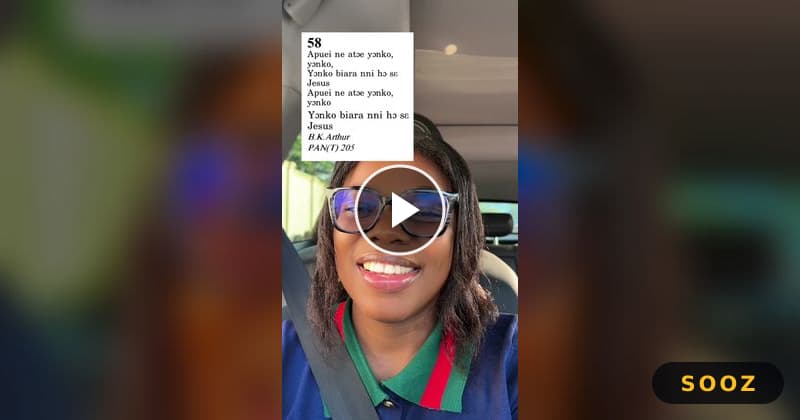 58
Apuei ne atɔe yɔnko,
yɔnko,
Yɔnko biara nni hɔ sɛ
Jesus
Apuei ne atɔe yɔnko,
yɔnko
Yɔnko biara nni hɔ sɛ
Jesus
B.K. Arthur
PAN(T) 205
SOOZ